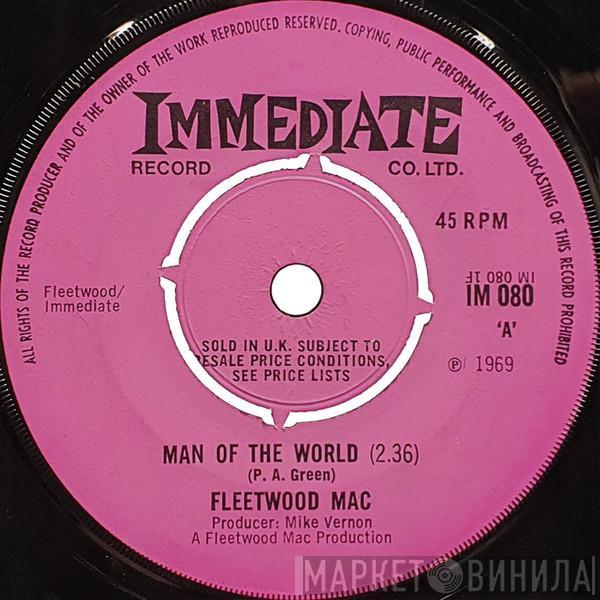 ALL RIGHTS OF THE RECORD PRODUCER AND OF THE OWNER OF THE WORK REPRODUCED RESERVED. COPYING, PUBLIC PERFORMANCE AND BROADCASTING OF THIS RECORD PROHIBITED
IMMEDIATE
RECORD CO. LTD.
45 RPM
Fleetwood/
Immediate
IM 080 1F
IM 080
'A'
SOLD IN U.K. SUBJECT TO
RESALE PRICE CONDITIONS,
SEE PRICE LISTS
℗ 1969
MAN OF THE WORLD (2.36)
(P. A. Green)
FLEETWOOD MAC
Producer: Mike Vernon
A Fleetwood Mac Production
МАРКЕТ ВИНИЛА